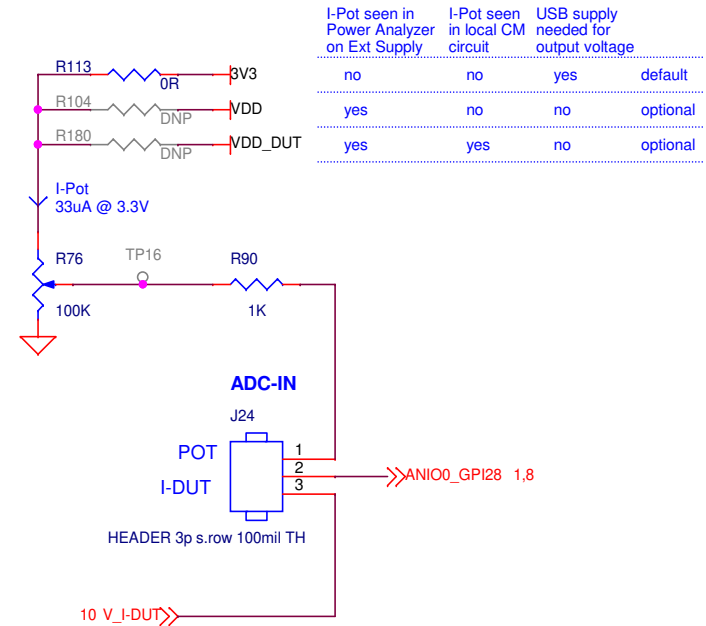 I-Pot seen in
Power Analyzer
on Ext Supply
I-Pot seen
in local CM
circuit
USB supply
needed for
output voltage
R113
0R
3V3
no
no
yes
default
R104
DNP
VDD
yes
no
no
optional
R180
DNP
VDD_DUT
yes
yes
no
optional
I-Pot
33uA @ 3.3V
R76
100K
TP16
R90
1K
ADC-IN
J24
POT
1
2
I-DUT
3
ANIO0_GPI28 1,8
HEADER 3p s.row 100mil TH
10 V_I-DUT